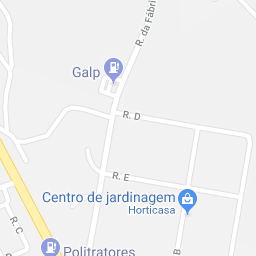 R. da Fábri
Galp
R. D
R. E
Centro de jardinagem
Horticasa
R. C
B
Politratores